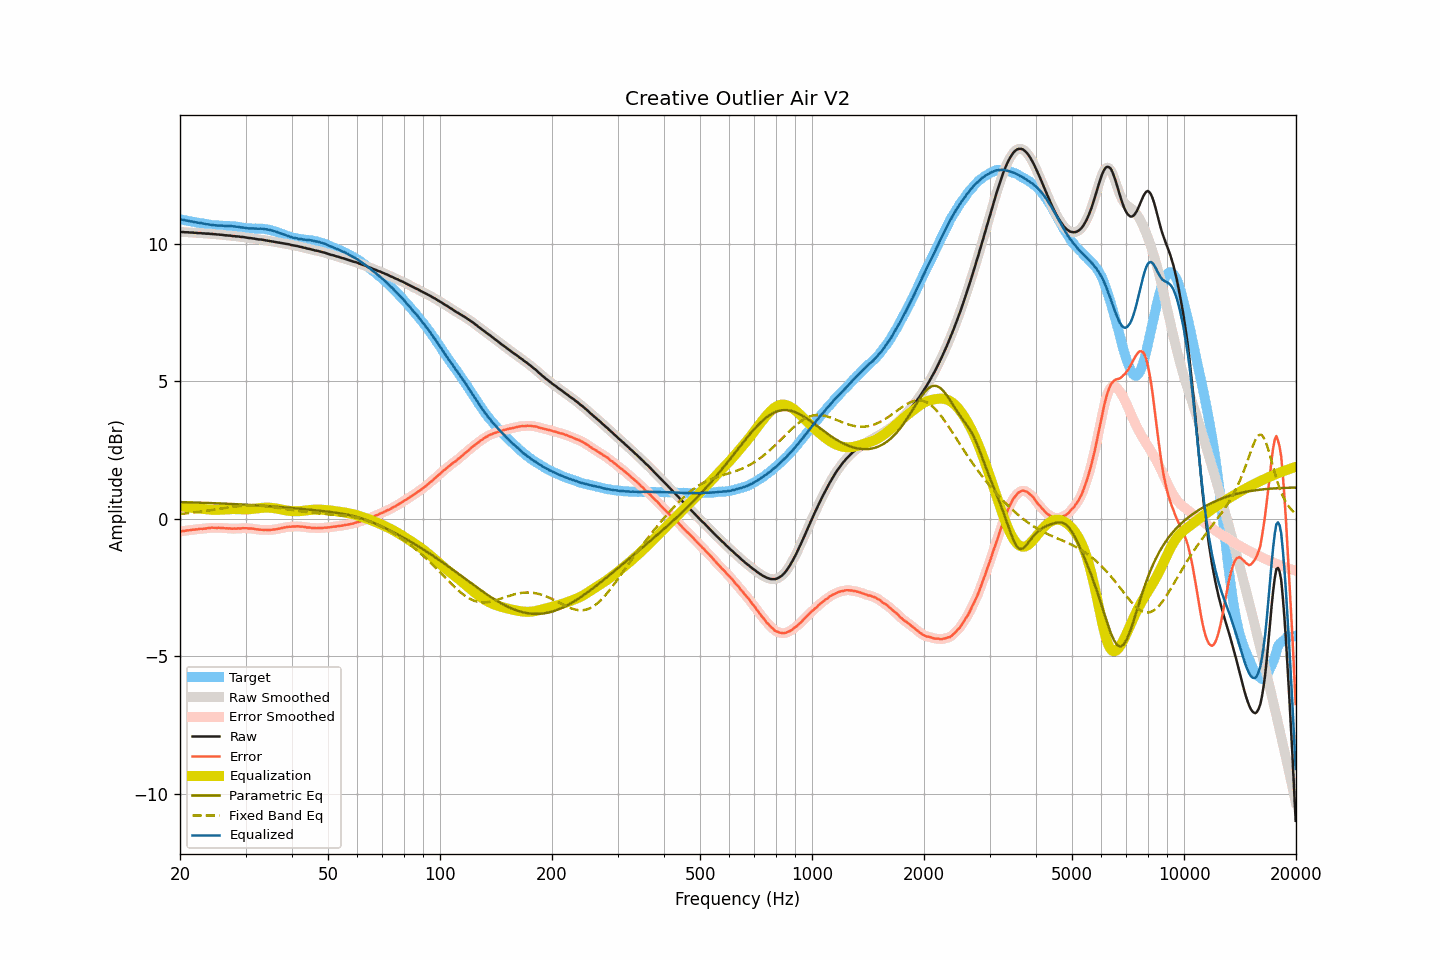 Creative Outlier Air V2
Amplitude (dBr)
10
5
0
−5
−10
Target
Raw Smoothed
Error Smoothed
Raw
Error
Equalization
Parametric Eq
Fixed Band Eq
Equalized
20
50
100
200
500
1000
2000
5000
10000
20000
Frequency (Hz)